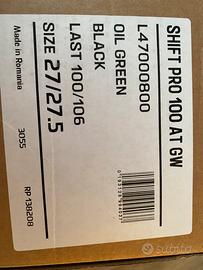 SHIFT PRO 100 AT GW
L47000800
OIL GREEN
BLACK
LAST 100/106
SIZE 27/27.5
Made in Romania
3055
RP-138208
subito